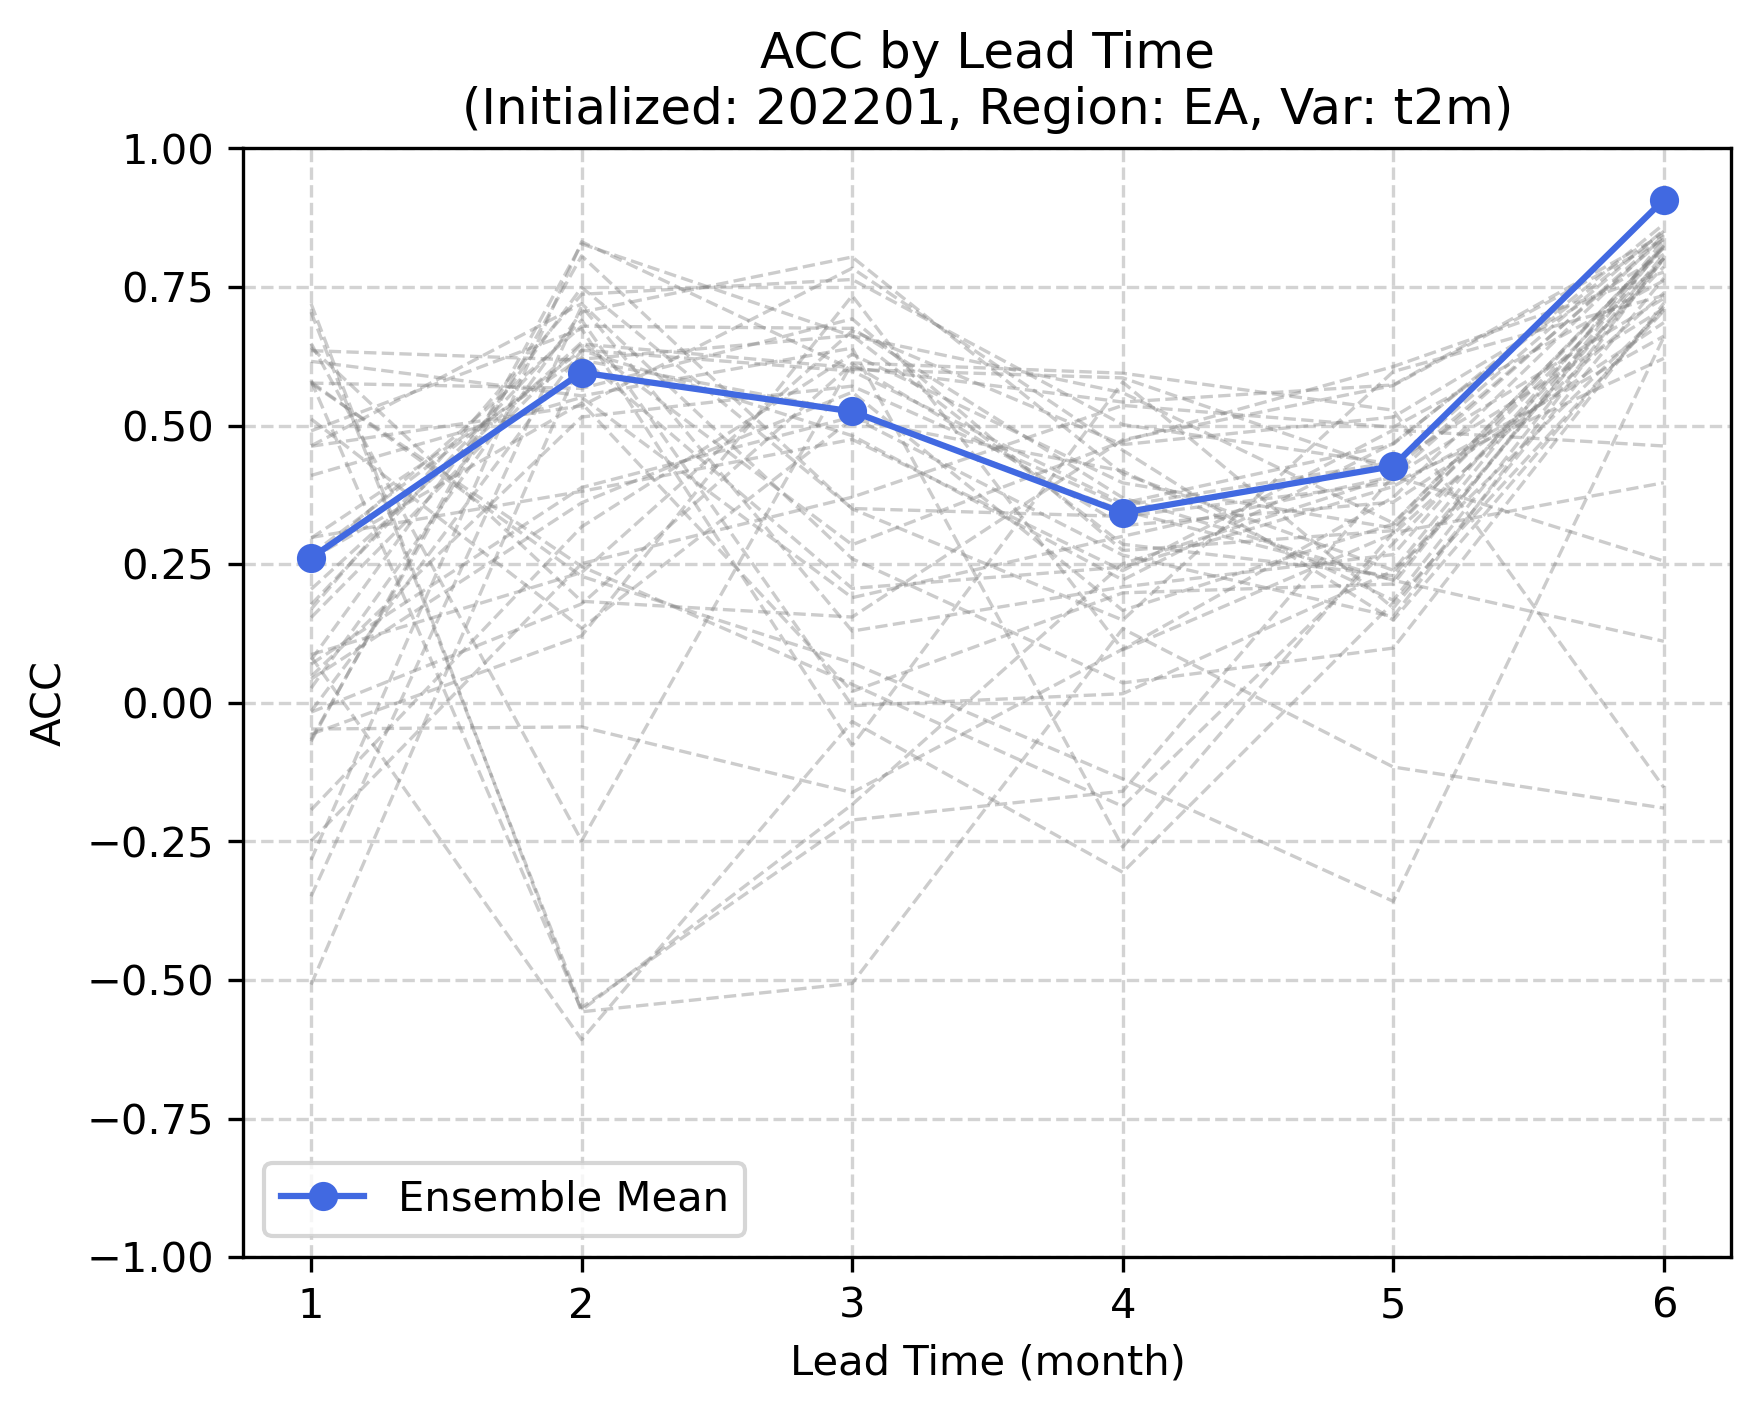 ACC by Lead Time
(Initialized: 202201, Region: EA, Var: t2m)
1.00
0.75
0.50
0.25
0.00
−0.25
−0.50
−0.75
−1.00
ACC
Ensemble Mean
1 2 3 4 5 6
Lead Time (month)